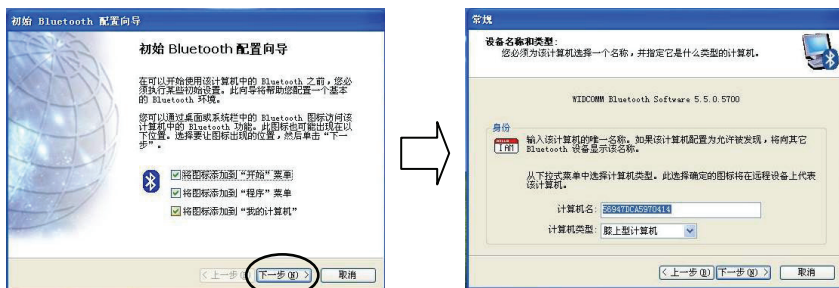 初始 Bluetooth 配置向导
初始 Bluetooth 配置向导
在可以开始使用该计算机中的 Bluetooth 之前，您必
须执行某些初始设置。此向导将帮助您配置一个基本
的 Bluetooth 环境。
您可以通过桌面或系统栏中的 Bluetooth 图标访问该
计算机中的 Bluetooth 功能。此图标也可能出现在以
下位置。选择要让图标出现的位置，然后单击“下一
步”。
将图标添加到“开始”菜单
将图标添加到“程序”菜单
将图标添加到“我的计算机”
< 上一步(B) 下一步(N) > 取消
常规
设备名称和类型:
您必须为该计算机选择一个名称，并指定它是什么类型的计算机。
WIDCOMM Bluetooth Software 5.5.0.5700
身份
I AM
输入该计算机的唯一名称。如果该计算机配置为允许被发现，将向其它
Bluetooth 设备显示该名称。
从下拉式菜单中选择计算机类型。此选择确定的图标将在远程设备上代表
该计算机。
计算机名: 56947DCA5970414
计算机类型: 膝上型计算机
< 上一步(B) 下一步(N) > 取消